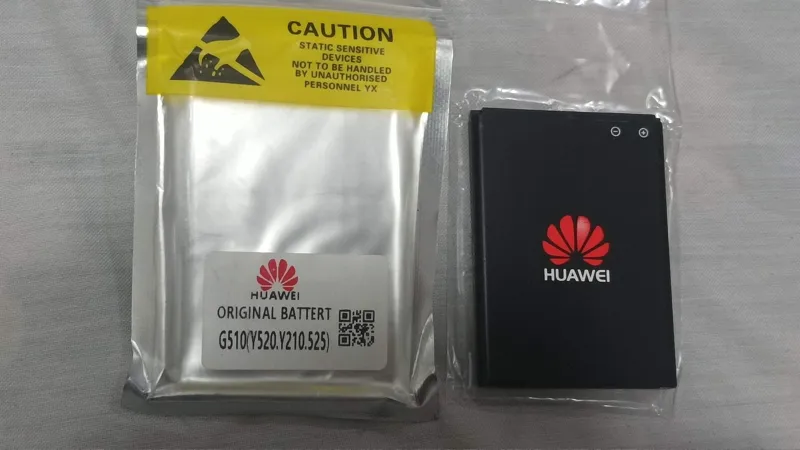 CAUTION
STATIC SENSITIVE
DEVICES
NOT TO BE HANDLED
BY UNAUTHORISED
PERSONNEL YX
HUAWEI
ORIGINAL BATTERT
G510(Y520.Y210.525)
HUAWEI